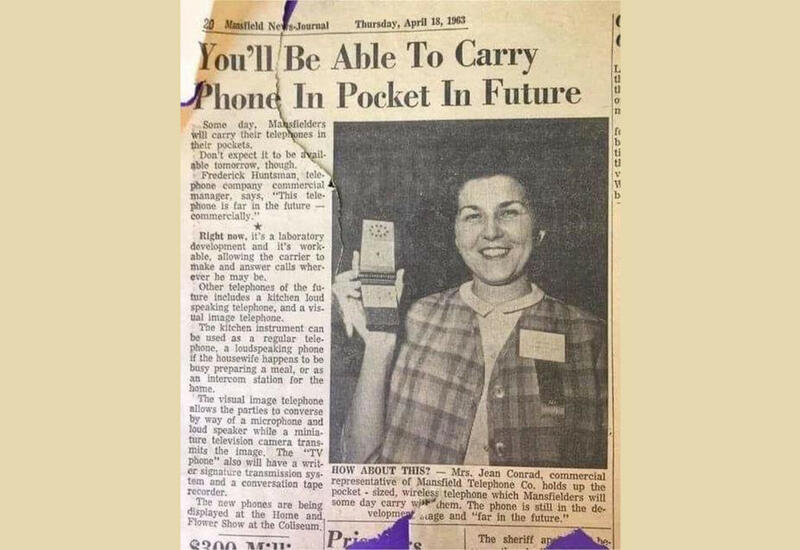 20 Mansfield News-Journal Thursday, April 18, 1963
You'll Be Able To Carry
Phone In Pocket In Future
Some day, Mansfielders
will carry their telephones in
their pockets.
Don't expect it to be avail-
able tomorrow, though.
Frederick Huntsman, tele-
phone company commercial
manager, says, "This tele-
phone is far in the future —
commercially."
★
Right now, it's a laboratory
development and it's work-
able, allowing the carrier to
make and answer calls wher-
ever he may be.
Other telephones of the fu-
ture includes a kitchen loud
speaking telephone, and a vis-
ual image telephone.
The kitchen instrument can
be used as a regular tele-
phone, a loudspeaking phone
if the housewife happens to be
busy preparing a meal, or as
an intercom station for the
home.
The visual image telephone
allows the parties to converse
by way of a microphone and
loud speaker while a minia-
ture television camera trans-
mits the image. The "TV
phone" also will have a writ-
er signature transmission sys-
tem and a conversation tape
recorder.
The new phones are being
displayed at the Home and
Flower Show at the Coliseum.
HOW ABOUT THIS? — Mrs. Jean Conrad, commercial
representative of Mansfield Telephone Co. holds up the
pocket - sized, wireless telephone which Mansfielders will
some day carry with them. The phone is still in the de-
velopment stage and "far in the future."
$300
The sheriff